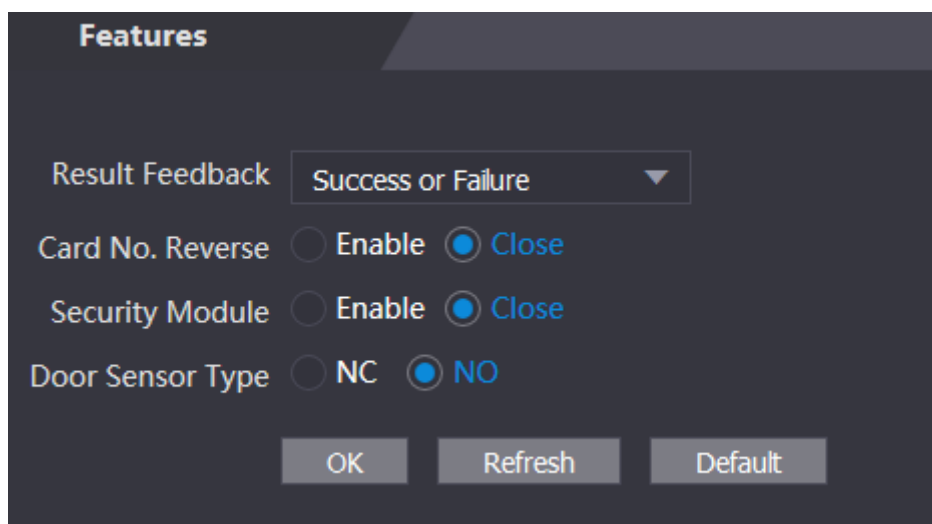 Features
Result Feedback Success or Failure
Card No. Reverse Enable Close
Security Module Enable Close
Door Sensor Type NC NO
OK Refresh Default